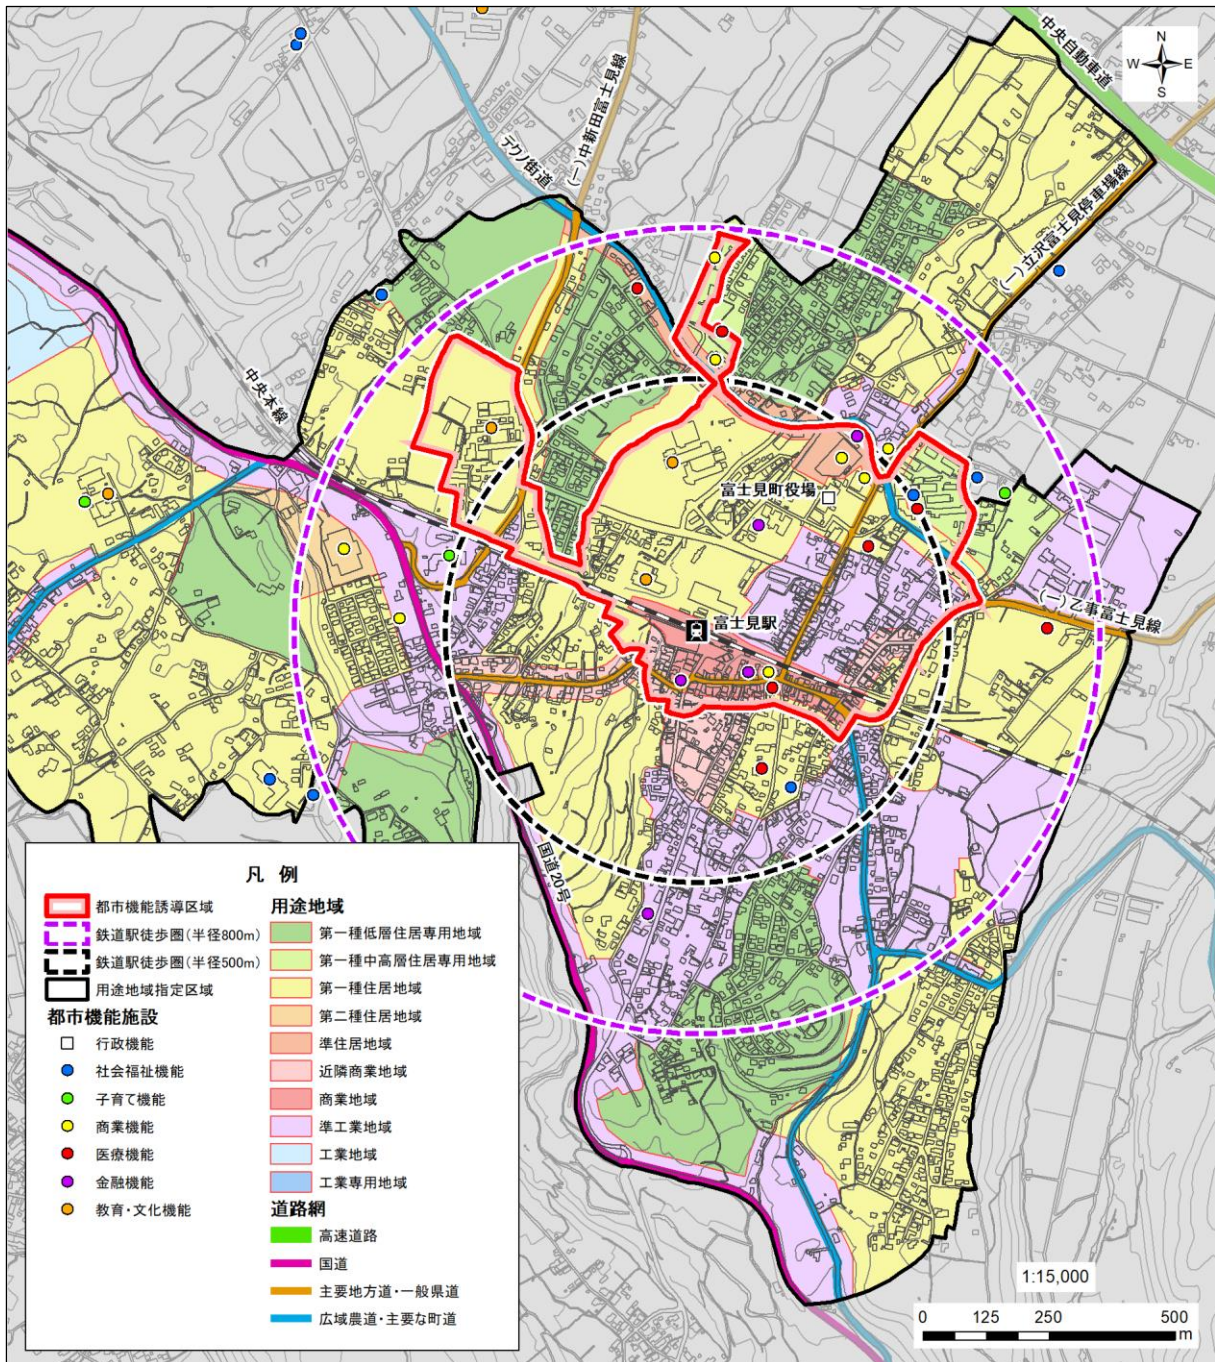 中央自動車道
N
W E
S
(一)中新田富士見線
テクノ街道
(一)立沢富士見停車場線
中央本線
富士見町役場
(一)乙事富士見線
富士見駅
国道20号
凡 例
都市機能誘導区域
鉄道駅徒歩圏(半径800m)
鉄道駅徒歩圏(半径500m)
用途地域指定区域
都市機能施設
行政機能
社会福祉機能
子育て機能
商業機能
医療機能
金融機能
教育・文化機能
用途地域
第一種低層住居専用地域
第一種中高層住居専用地域
第一種住居地域
第二種住居地域
準住居地域
近隣商業地域
商業地域
準工業地域
工業地域
工業専用地域
道路網
高速道路
国道
主要地方道・一般県道
広域農道・主要な町道
1:15,000
0 125 250 500
m